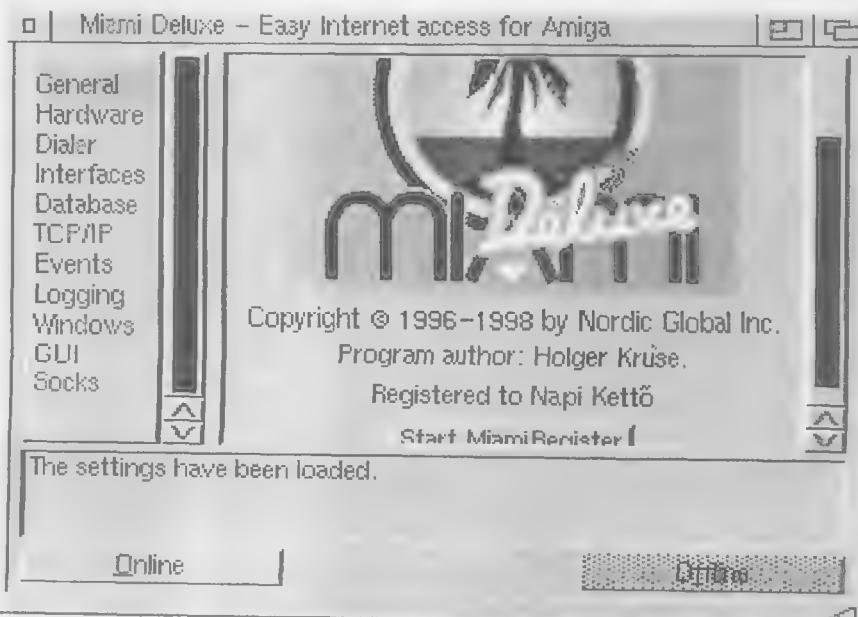 Miami Deluxe – Easy Internet access for Amiga
General
Hardware
Dialer
Interfaces
Database
TCP/IP
Events
Logging
Windows
GUI
Socks
MIAMI
Deluxe
Copyright © 1996–1998 by Nordic Global Inc.
Program author: Holger Kruse.
Registered to Napi Kettő
Start MiamiRegister
The settings have been loaded.
Online
Offline